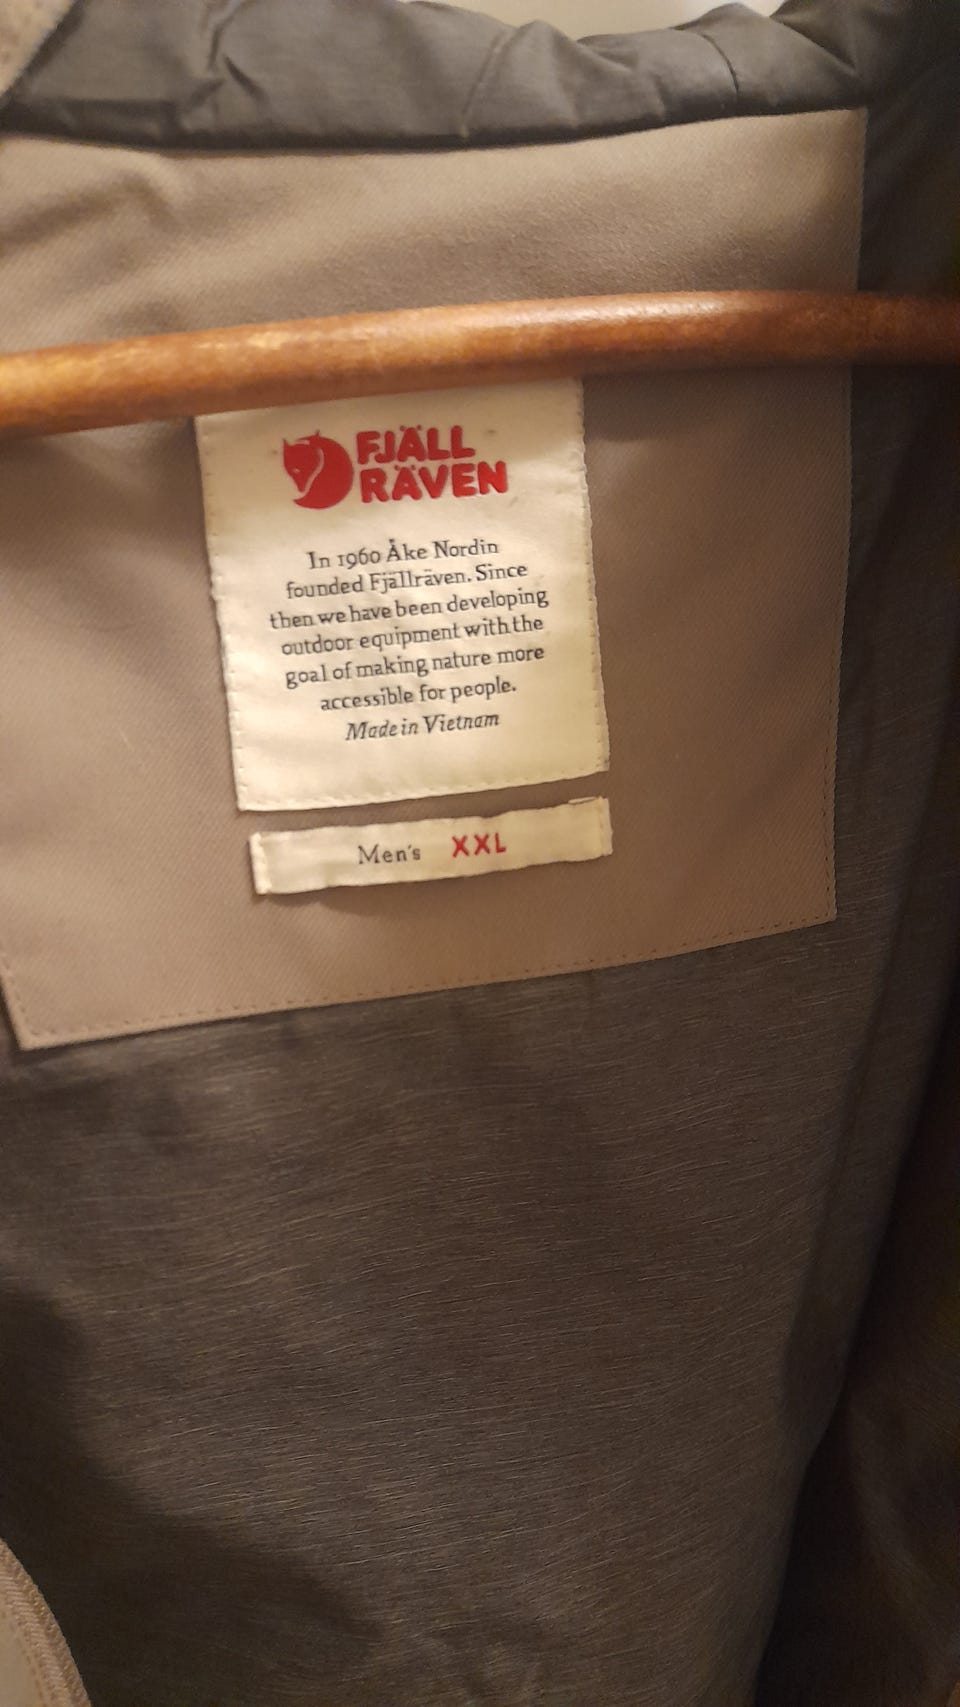 FJÄLL
RÄVEN
In 1960 Åke Nordin
founded Fjällräven. Since
then we have been developing
outdoor equipment with the
goal of making nature more
accessible for people.
Made in Vietnam
Men's XXL